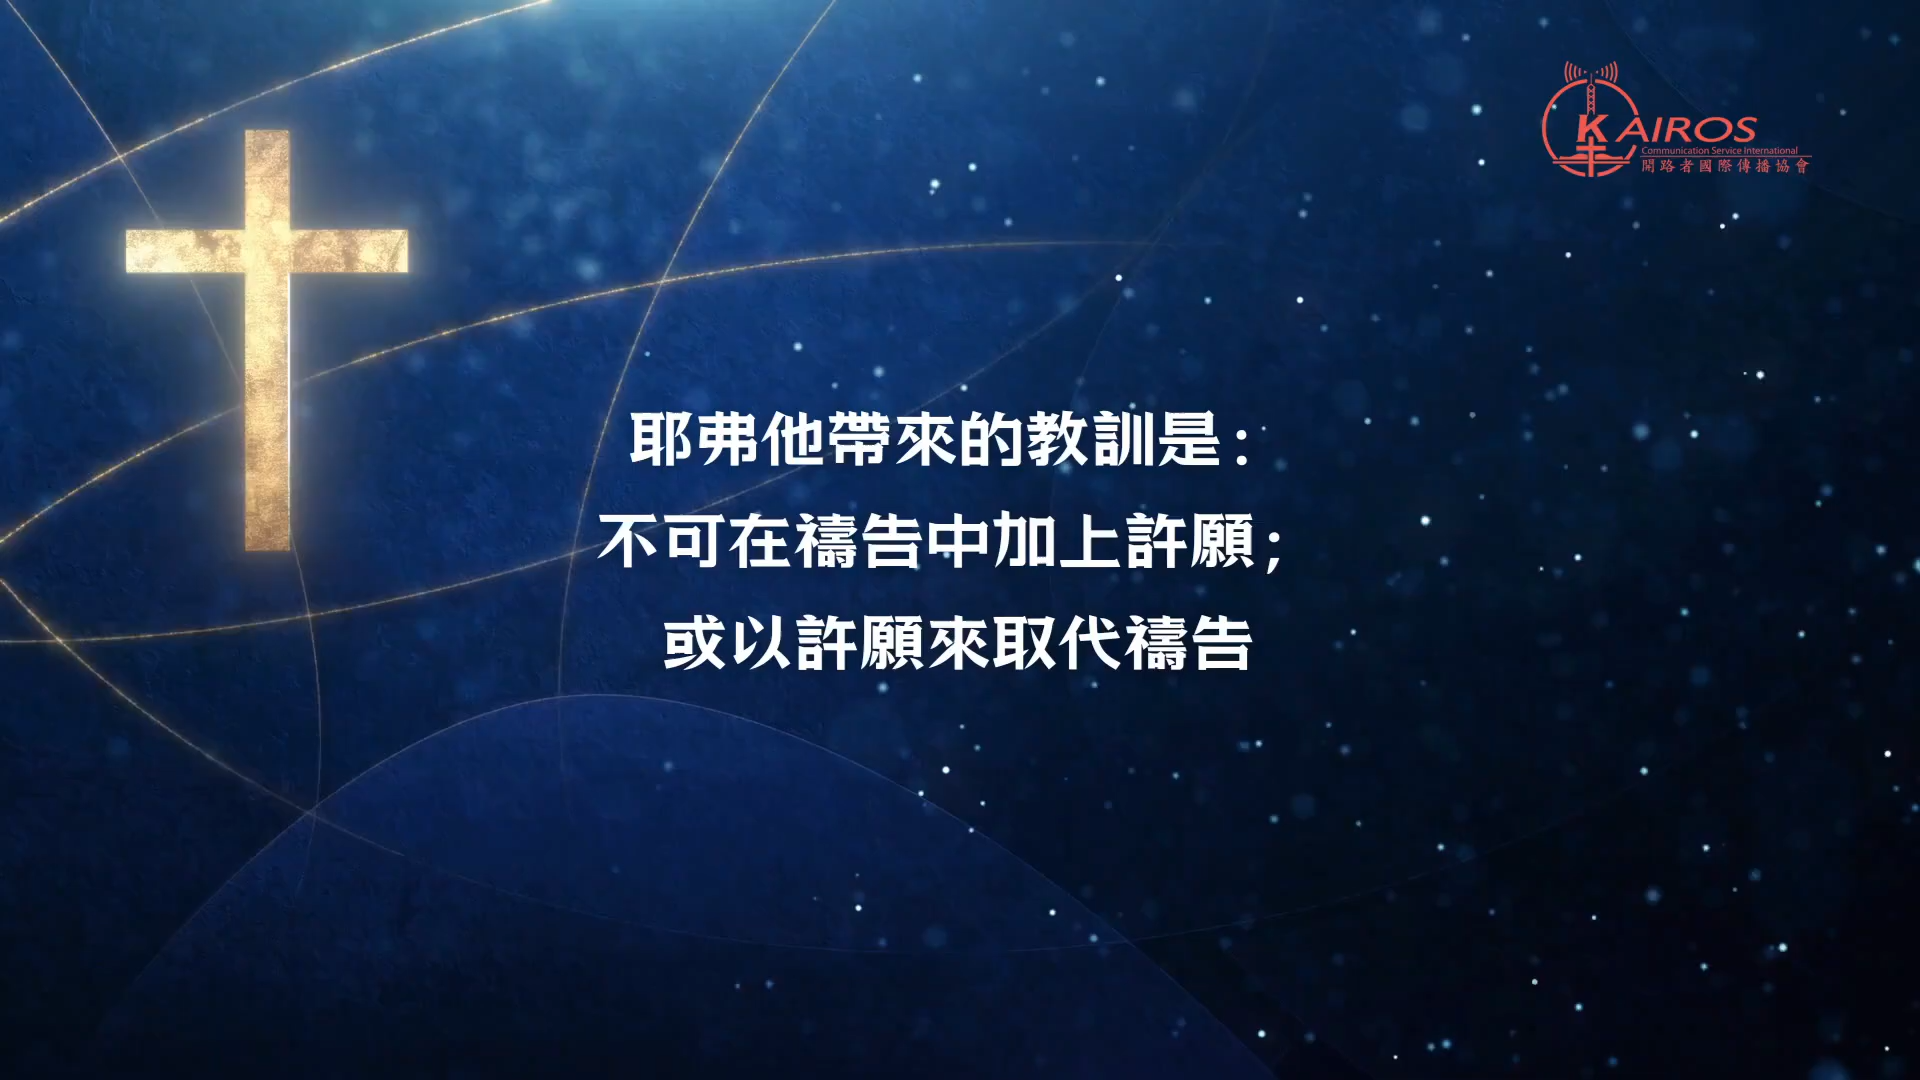 KAIROS
Communication Service International
開路者國際傳播協會
耶弗他帶來的教訓是：
不可在禱告中加上許願；
或以許願來取代禱告